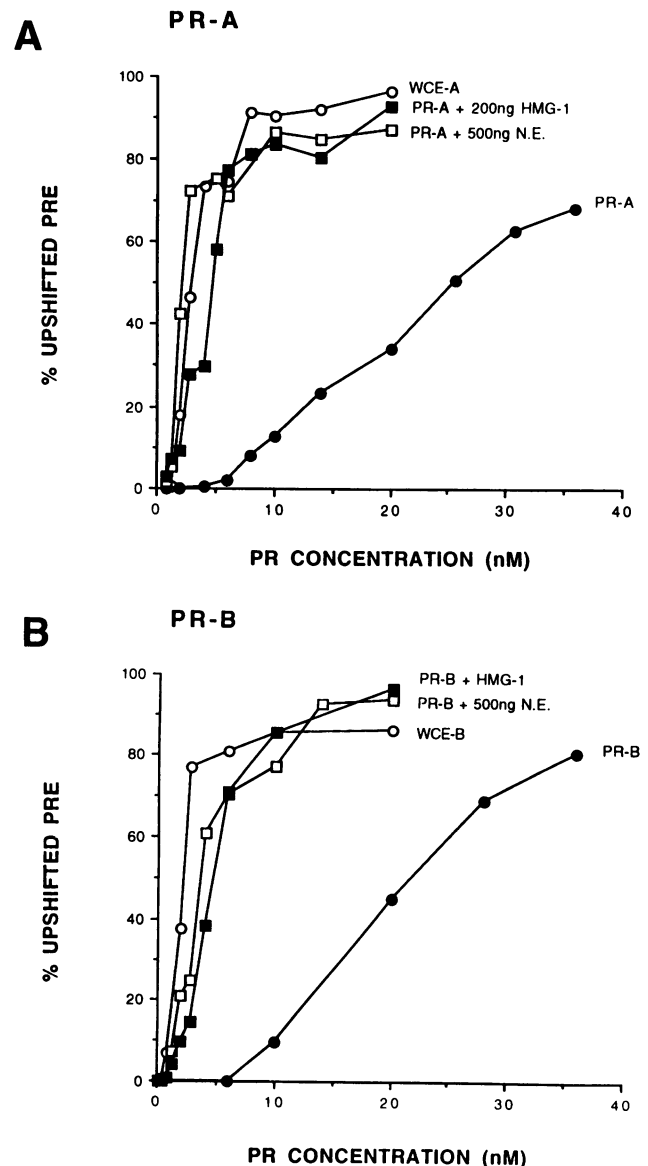 A
PR-A
100
80
60
40
20
0
% UPSHIFTED PRE
WCE-A
PR-A + 200ng HMG-1
PR-A + 500ng N.E.
PR-A
0
10
20
30
40
PR CONCENTRATION (nM)
B
PR-B
100
80
60
40
20
0
% UPSHIFTED PRE
PR-B + HMG-1
PR-B + 500ng N.E.
WCE-B
PR-B
0
10
20
30
40
PR CONCENTRATION (nM)